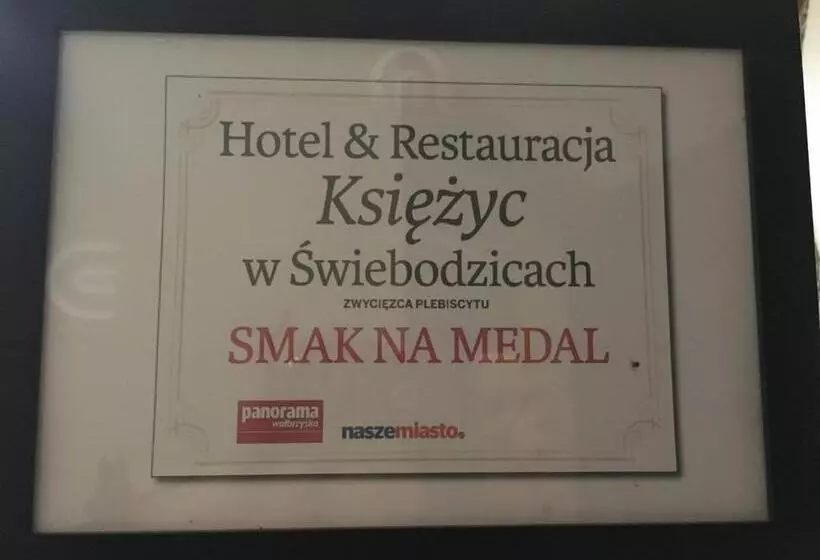 Hotel & Restauracja
Księżyc
w Świebodzicach
ZWYCIĘZCA PLEBISCYTU
SMAK NA MEDAL
panorama
wałbrzyska
naszemiasto